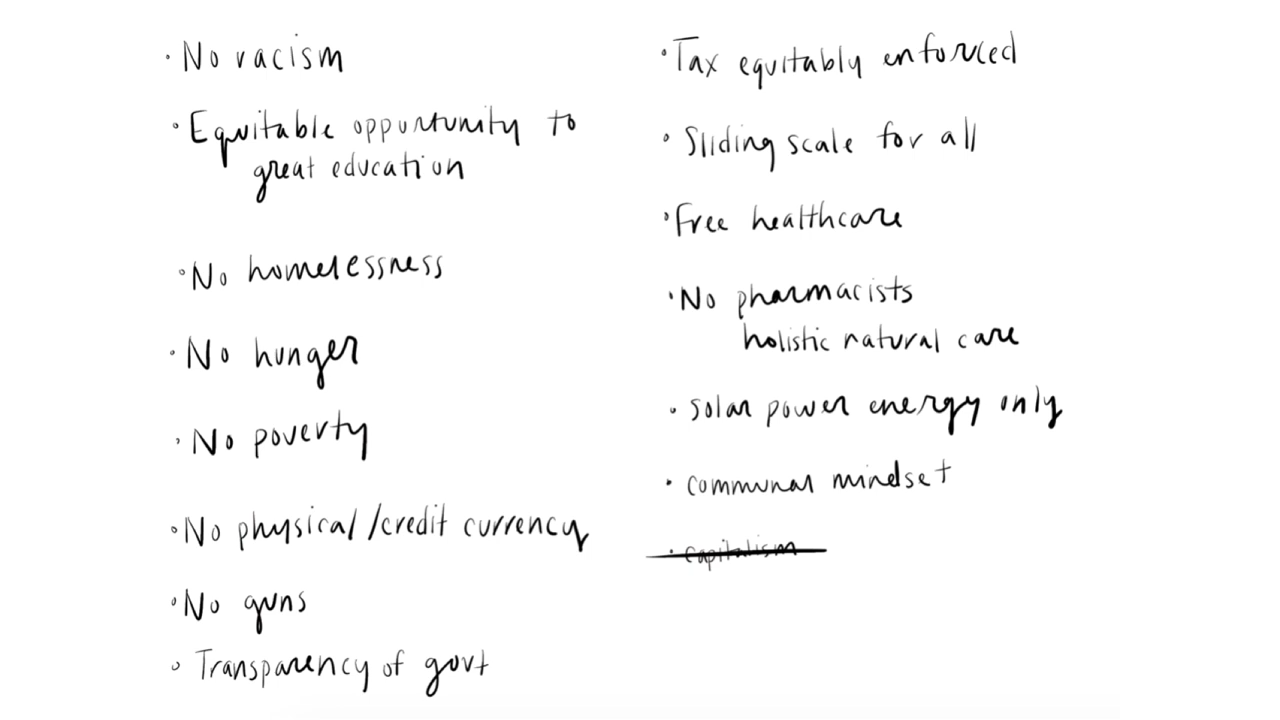 • No racism
• Equitable opportunity to
great education
• No homelessness
• No hunger
• No poverty
• No physical/credit currency
• No guns
• Transparency of govt
• Tax equitably enforced
• Sliding scale for all
• Free healthcare
• No pharmacists
holistic natural care
• solar power energy only
• communal mindset
• capitalism